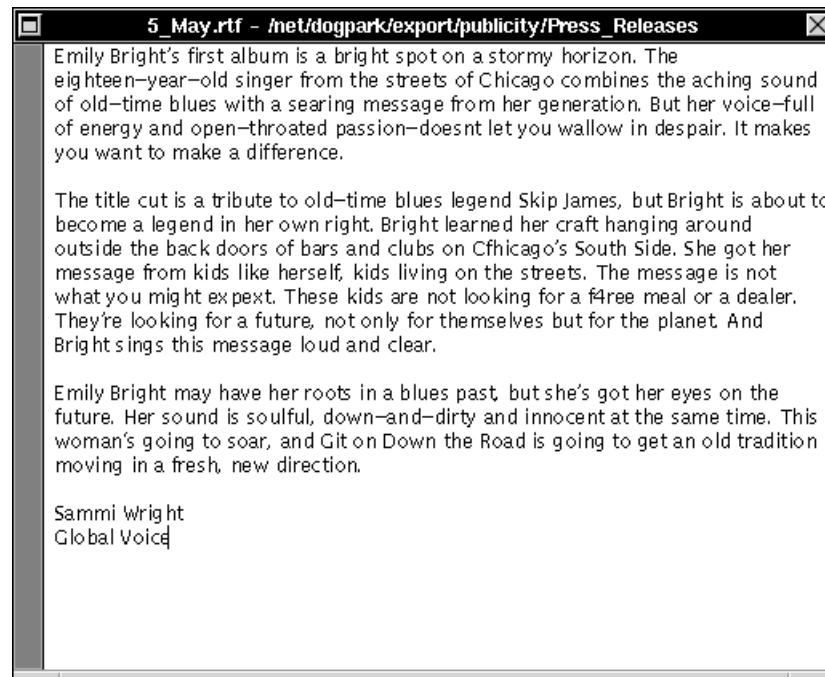 5_May.rtf – /net/dogpark/export/publicity/Press_Releases
Emily Bright's first album is a bright spot on a stormy horizon. The
eighteen–year–old singer from the streets of Chicago combines the aching sound
of old–time blues with a searing message from her generation. But her voice–full
of energy and open–throated passion–doesnt let you wallow in despair. It makes
you want to make a difference.
The title cut is a tribute to old–time blues legend Skip James, but Bright is about to
become a legend in her own right. Bright learned her craft hanging around
outside the back doors of bars and clubs on Cfhicago's South Side. She got her
message from kids like herself, kids living on the streets. The message is not
what you might expext. These kids are not looking for a f4ree meal or a dealer.
They're looking for a future, not only for themselves but for the planet. And
Bright sings this message loud and clear.
Emily Bright may have her roots in a blues past, but she's got her eyes on the
future. Her sound is soulful, down–and–dirty and innocent at the same time. This
woman's going to soar, and Git on Down the Road is going to get an old tradition
moving in a fresh, new direction.
Sammi Wright
Global Voice